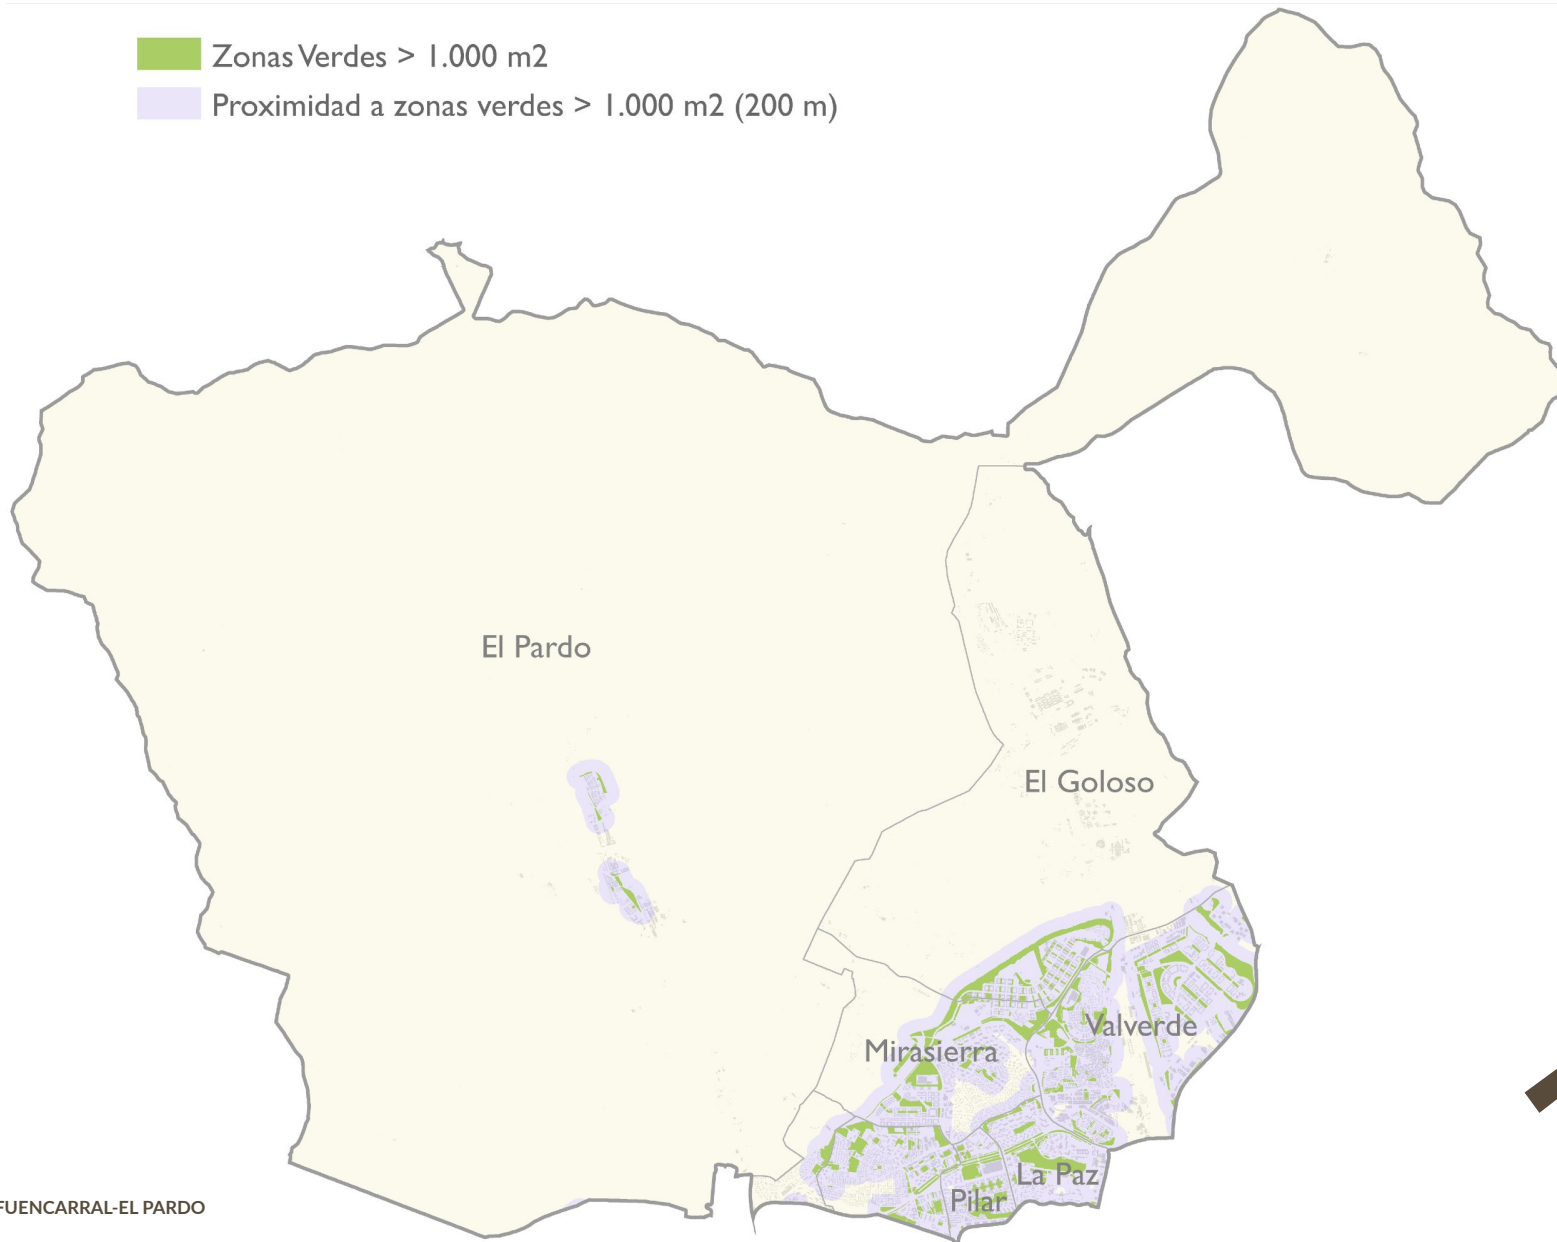 Zonas Verdes > 1.000 m2
Proximidad a zonas verdes > 1.000 m2 (200 m)
El Pardo
El Goloso
Valverde
Mirasierra
La Paz
Pilar
FUENCARRAL-EL PARDO